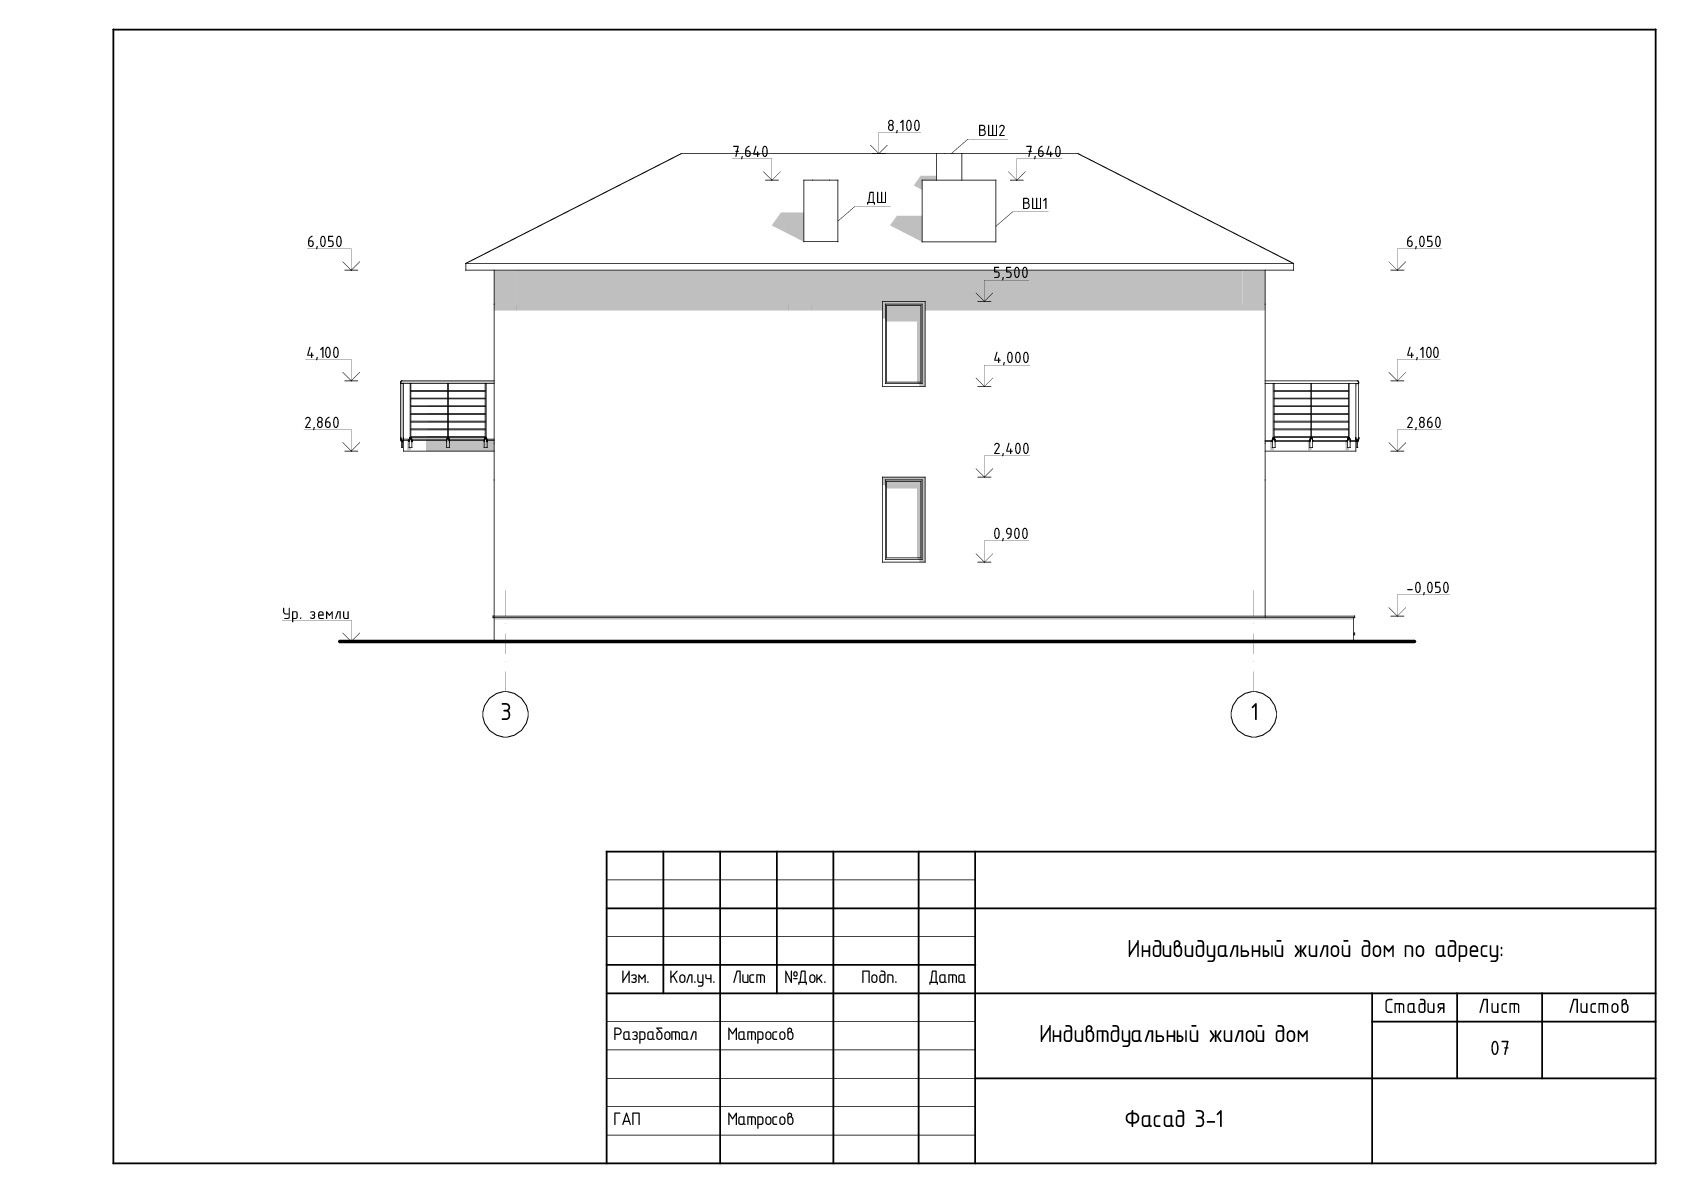 8,100
ВШ2
7,640
7,640
ДШ
ВШ1
6,050
6,050
5,500
4,100
4,000
4,100
2,860
2,860
2,400
0,900
-0,050
Ур. земли
3
1
Индивидуальный жилой дом по адресу:
Изм. Кол.уч. Лист №Док. Подп. Дата
Стадия Лист Листов
Разработал Матросов
Индивтдуальный жилой дом
07
ГАП Матросов
Фасад 3-1